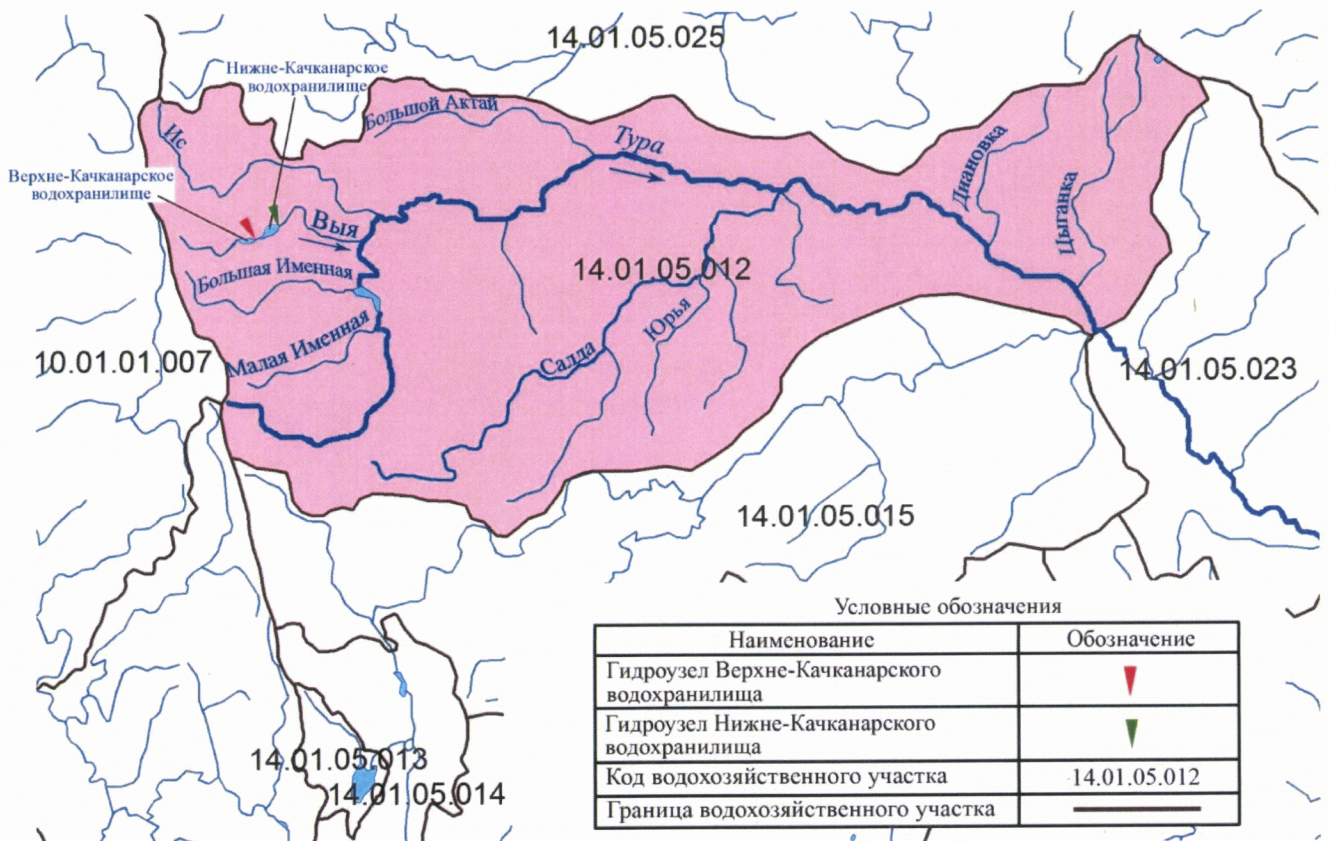 14.01.05.025
Нижне-Качканарское
водохранилище
Большой Актай
Ис
Тура
Верхне-Качканарское
водохранилище
Диановка
Цыганка
Выя
Большая Именная
14.01.05.012
Юрья
Малая Именная
Салда
10.01.01.007
14.01.05.023
14.01.05.015
14.01.05.013
14.01.05.014
Условные обозначения
Наименование
Обозначение
Гидроузел Верхне-Качканарского
водохранилища
Гидроузел Нижне-Качканарского
водохранилища
Код водохозяйственного участка
14.01.05.012
Граница водохозяйственного участка